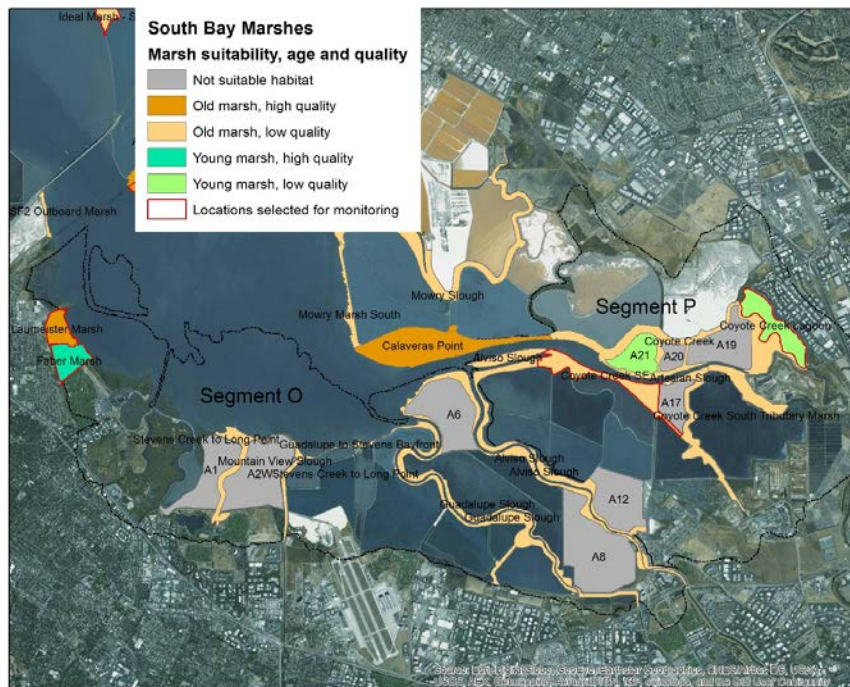 Ideal Marsh - S
South Bay Marshes
Marsh suitability, age and quality
Not suitable habitat
Old marsh, high quality
Old marsh, low quality
Young marsh, high quality
Young marsh, low quality
Locations selected for monitoring
SF2 Outboard Marsh
Mowry Slough
Mowry Marsh South
Segment P
Coyote Creek Lagoon
Laumeister Marsh
Calaveras Point
Coyote Creek
A19
A21
A20
Faber Marsh
Alviso Slough
Coyote Creek SE
Artesian Slough
Segment O
A17
A6
Coyote Creek South Tributary Marsh
Stevens Creek to Long Point
Guadalupe to Stevens Bayfront
Alviso Slough
Mountain View Slough
A1
A2W
Stevens Creek to Long Point
Alviso Slough
A12
Guadalupe Slough
Guadalupe Slough
A8